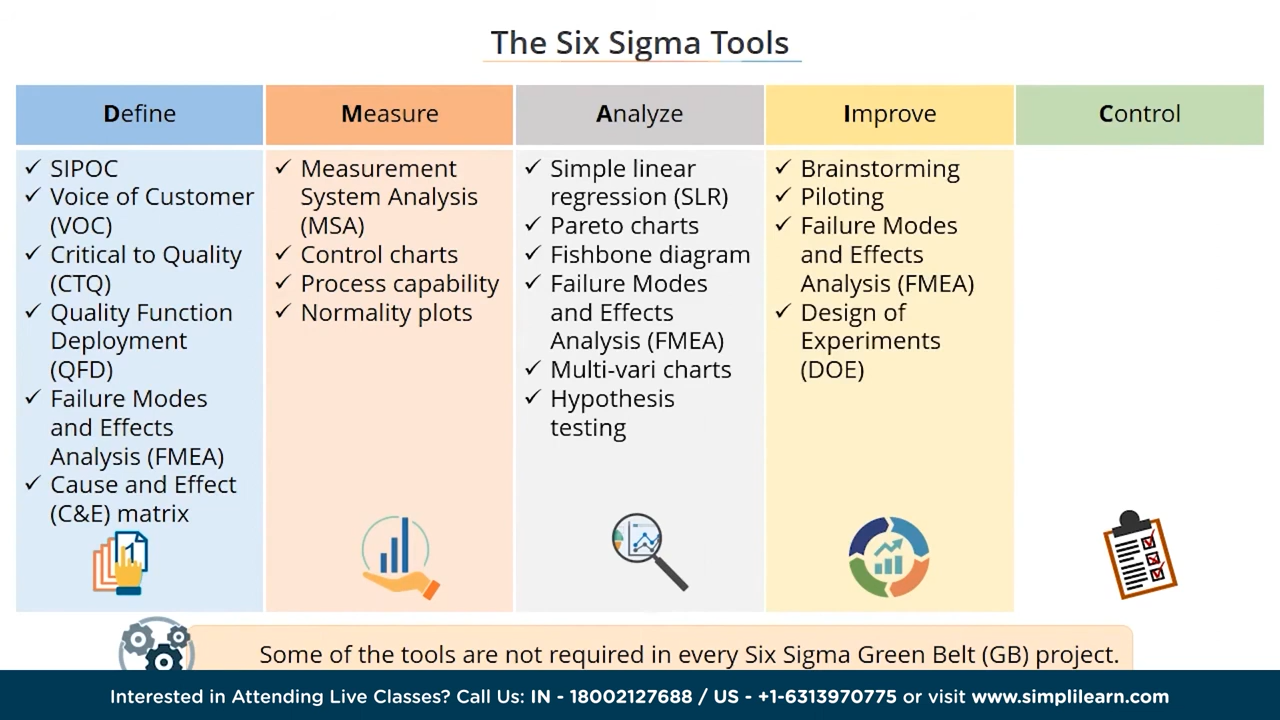 The Six Sigma Tools
Define
✓ SIPOC
✓ Voice of Customer
(VOC)
✓ Critical to Quality
(CTQ)
✓ Quality Function
Deployment
(QFD)
✓ Failure Modes
and Effects
Analysis (FMEA)
✓ Cause and Effect
(C&E) matrix
1
Measure
✓ Measurement
System Analysis
(MSA)
✓ Control charts
✓ Process capability
✓ Normality plots
Analyze
✓ Simple linear
regression (SLR)
✓ Pareto charts
✓ Fishbone diagram
✓ Failure Modes
and Effects
Analysis (FMEA)
✓ Multi-vari charts
✓ Hypothesis
testing
Improve
✓ Brainstorming
✓ Piloting
✓ Failure Modes
and Effects
Analysis (FMEA)
✓ Design of
Experiments
(DOE)
Control
Some of the tools are not required in every Six Sigma Green Belt (GB) project.
Interested in Attending Live Classes? Call Us: IN - 18002127688 / US - +1-6313970775 or visit www.simplilearn.com